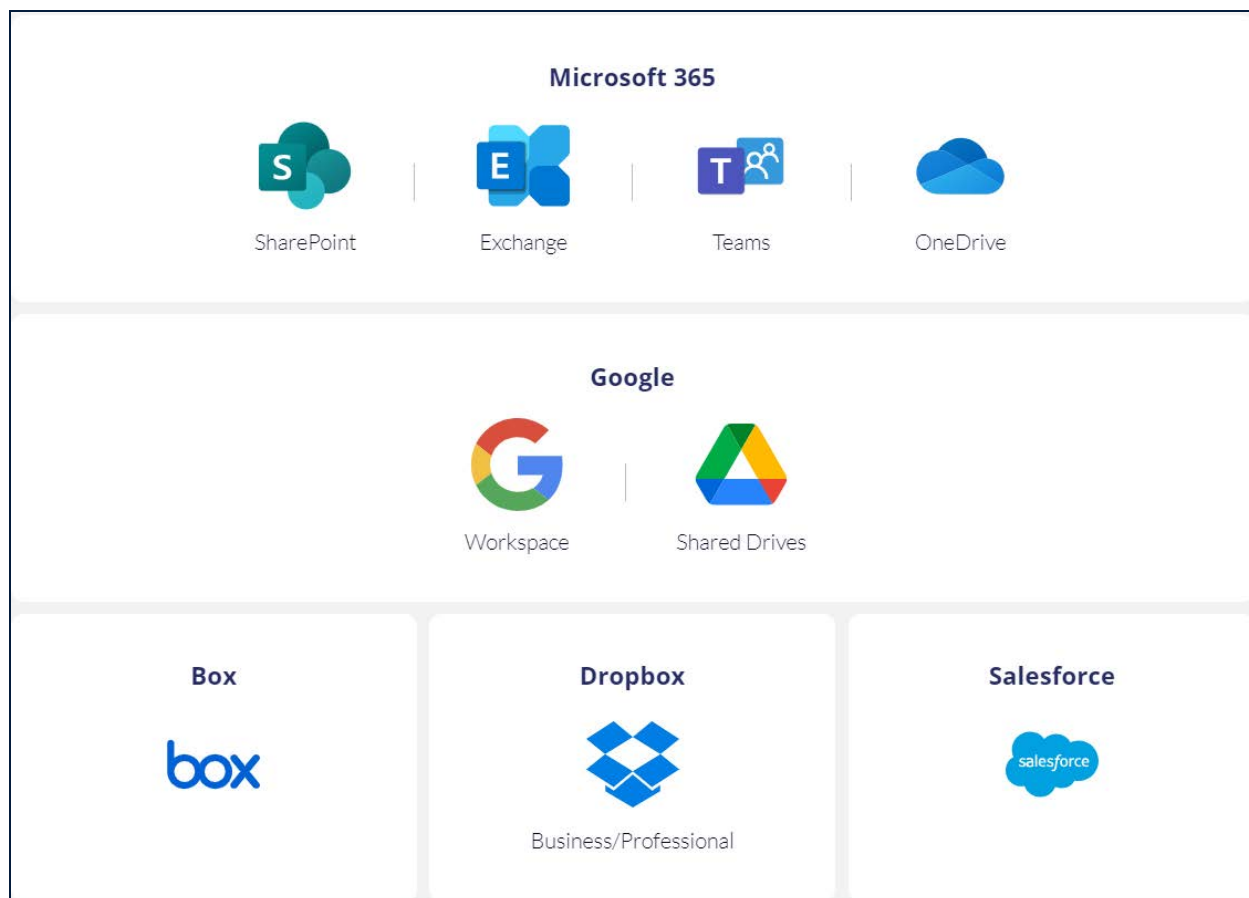 Microsoft 365
S
E
T
SharePoint
Exchange
Teams
OneDrive
Google
Workspace
Shared Drives
Box
Dropbox
Salesforce
box
salesforce
Business/Professional